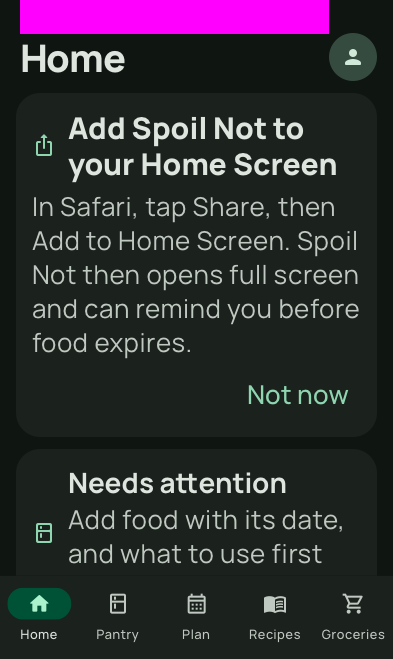 Home
Add Spoil Not to
your Home Screen
In Safari, tap Share, then
Add to Home Screen. Spoil
Not then opens full screen
and can remind you before
food expires.
Not now
Needs attention
Add food with its date,
and what to use first
Home Pantry Plan Recipes Groceries